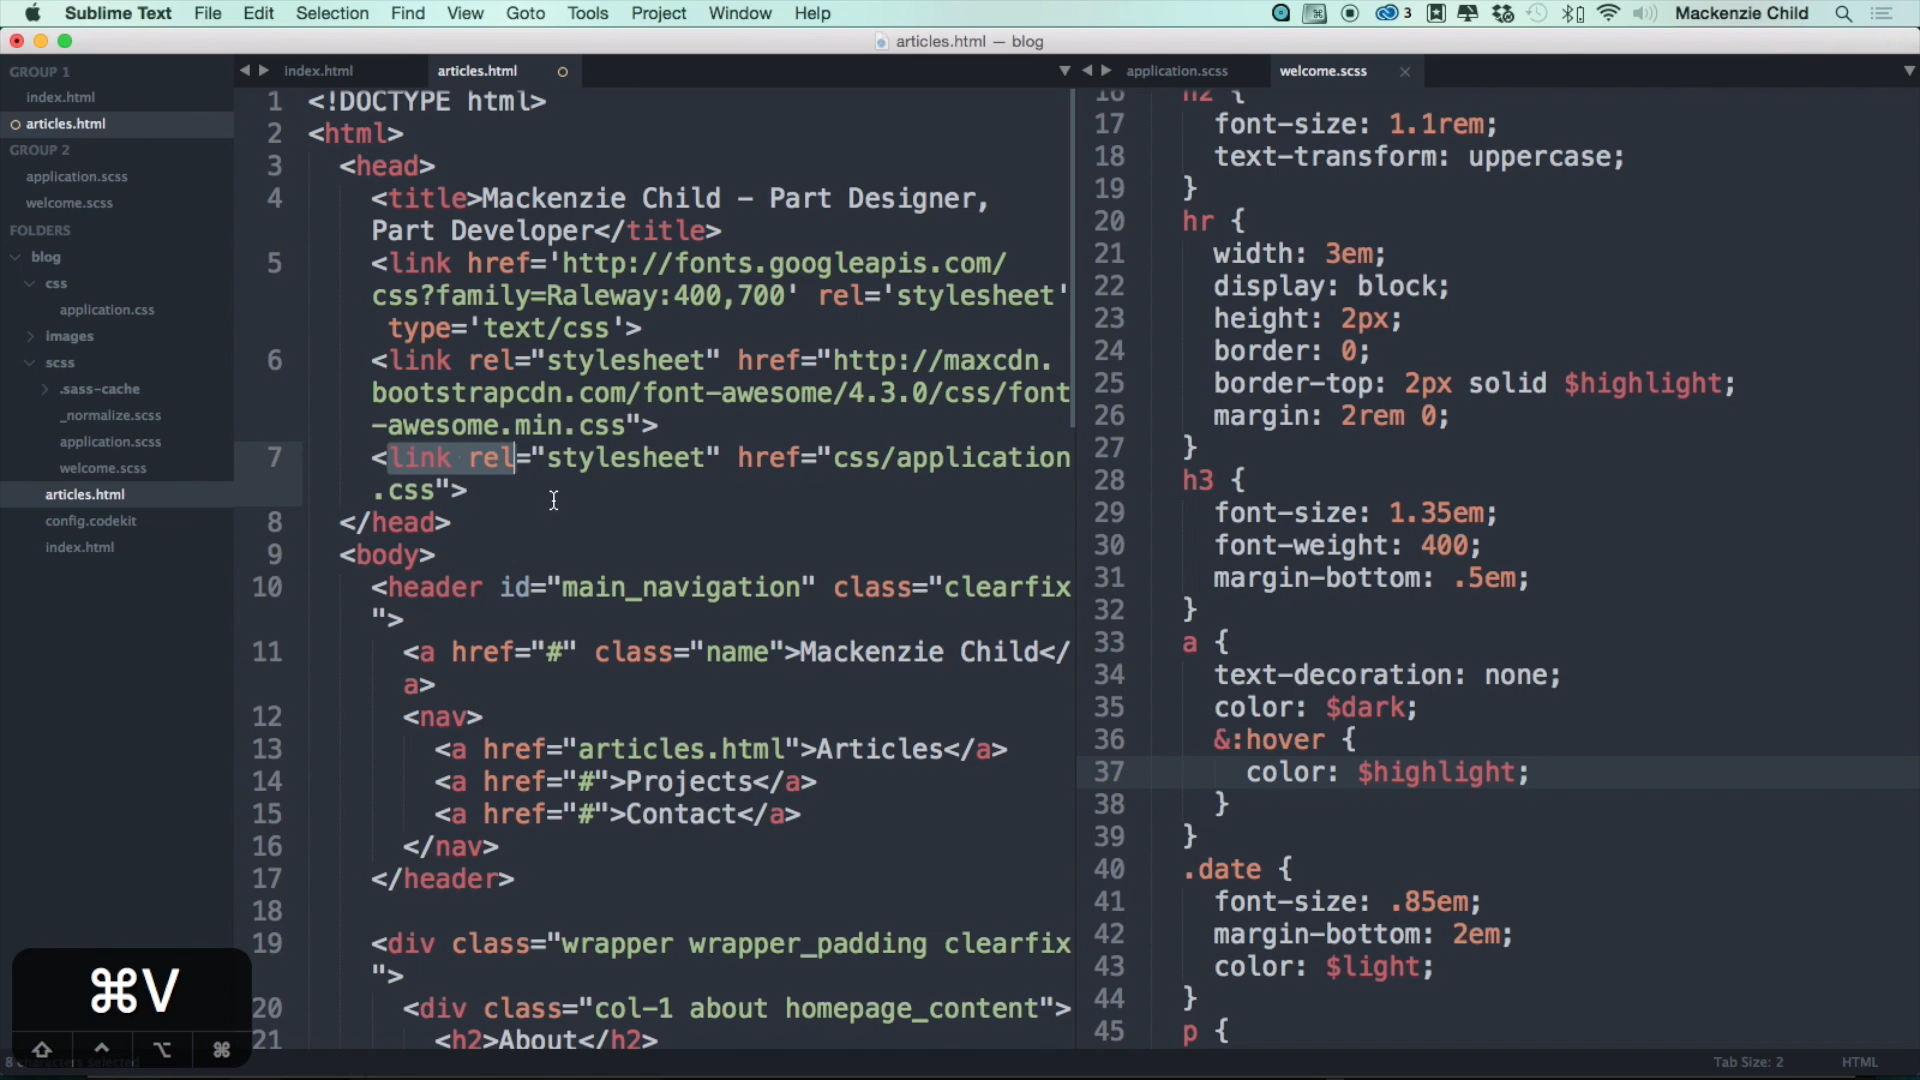 Sublime Text File Edit Selection Find View Goto Tools Project Window Help 3 Mackenzie Child
articles.html — blog
GROUP 1
index.html
articles.html
GROUP 2
application.scss
welcome.scss
FOLDERS
blog
css
application.css
images
scss
.sass-cache
_normalize.scss
application.scss
welcome.scss
articles.html
config.codekit
index.html
index.html articles.html
1 <!DOCTYPE html>
2 <html>
3 <head>
4 <title>Mackenzie Child - Part Designer,
Part Developer</title>
5 <link href='http://fonts.googleapis.com/
css?family=Raleway:400,700' rel='stylesheet'
type='text/css'>
6 <link rel="stylesheet" href="http://maxcdn.
bootstrapcdn.com/font-awesome/4.3.0/css/font
-awesome.min.css">
7 <link rel="stylesheet" href="css/application
.css">
8 </head>
9 <body>
10 <header id="main_navigation" class="clearfix
">
11 <a href="#" class="name">Mackenzie Child</
a>
12 <nav>
13 <a href="articles.html">Articles</a>
14 <a href="#">Projects</a>
15 <a href="#">Contact</a>
16 </nav>
17 </header>
18
19 <div class="wrapper wrapper_padding clearfix
">
20 <div class="col-1 about homepage_content">
21 <h2>About</h2>
application.scss welcome.scss
16 h2 {
17 font-size: 1.1rem;
18 text-transform: uppercase;
19 }
20 hr {
21 width: 3em;
22 display: block;
23 height: 2px;
24 border: 0;
25 border-top: 2px solid $highlight;
26 margin: 2rem 0;
27 }
28 h3 {
29 font-size: 1.35em;
30 font-weight: 400;
31 margin-bottom: .5em;
32 }
33 a {
34 text-decoration: none;
35 color: $dark;
36 &:hover {
37 color: $highlight;
38 }
39 }
40 .date {
41 font-size: .85em;
42 margin-bottom: 2em;
43 color: $light;
44 }
45 p {
⌘V
⇧ ⌃ ⌥ ⌘
8 characters selected
Tab Size: 2 HTML